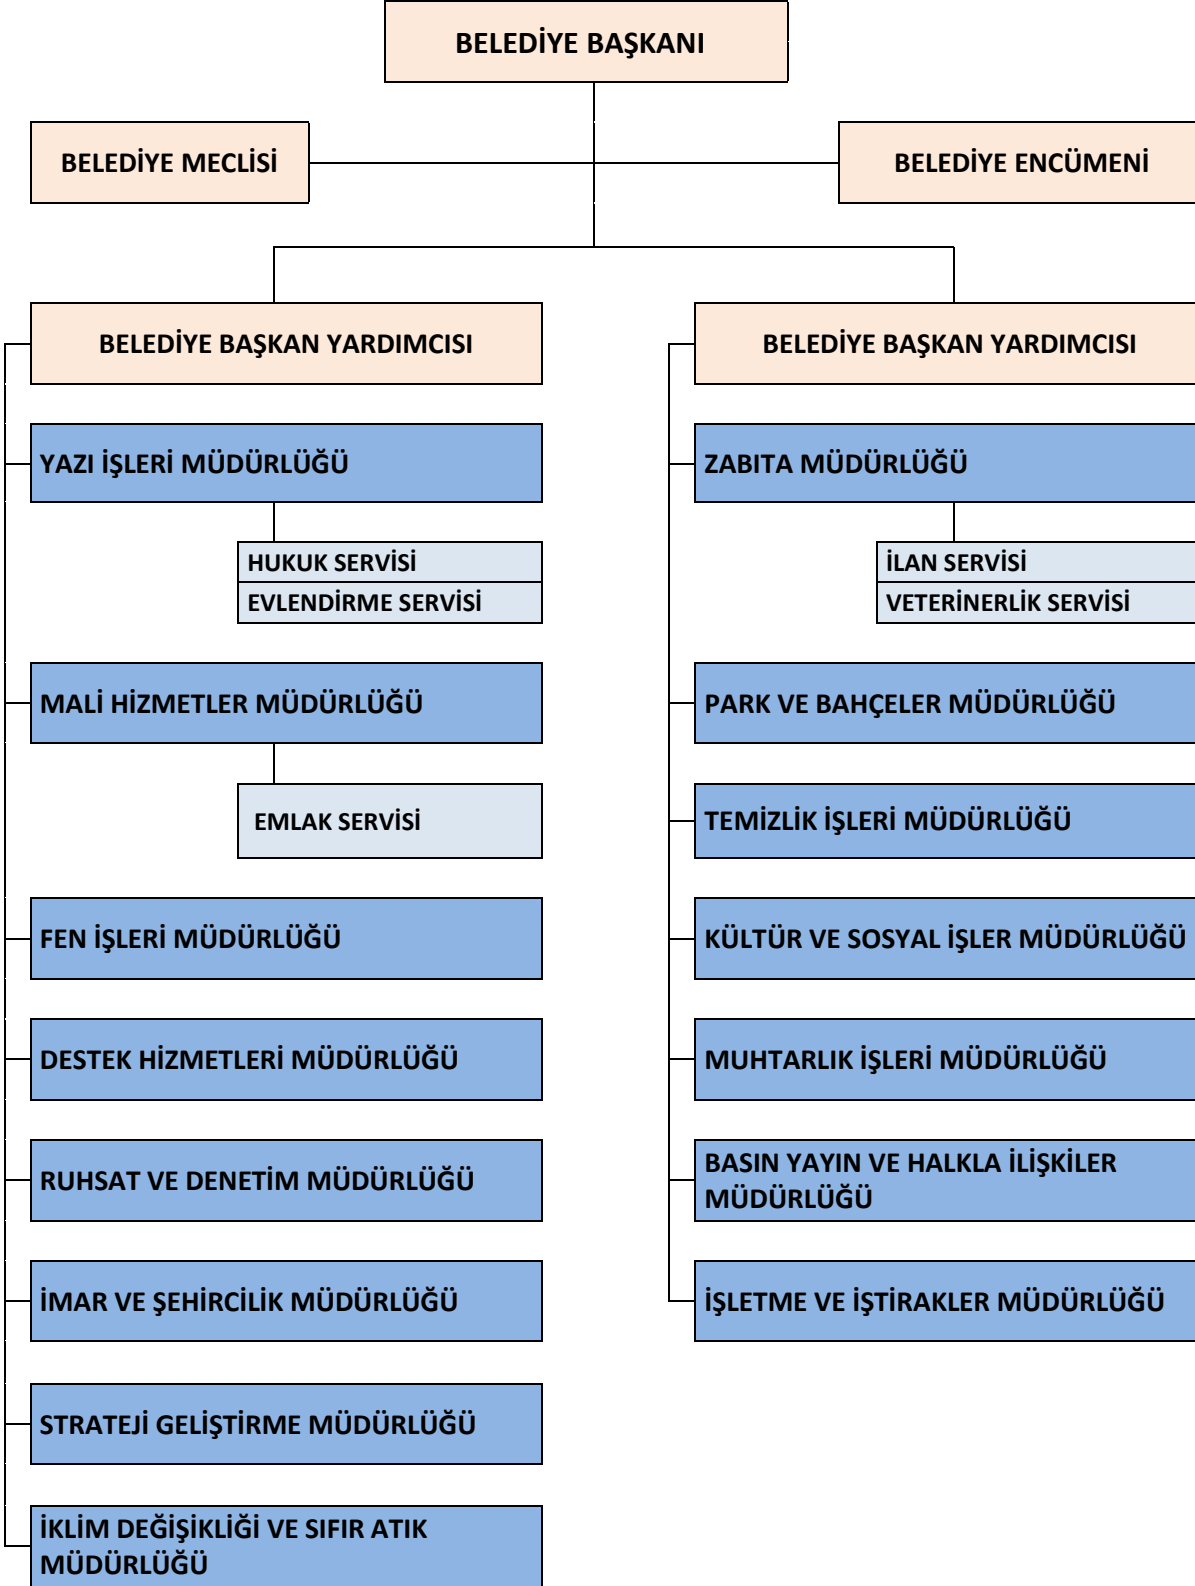 BELEDİYE BAŞKANI
BELEDİYE MECLİSİ
BELEDİYE ENCÜMENİ
BELEDİYE BAŞKAN YARDIMCISI
YAZI İŞLERİ MÜDÜRLÜĞÜ
HUKUK SERVİSİ
EVLENDİRME SERVİSİ
MALİ HİZMETLER MÜDÜRLÜĞÜ
EMLAK SERVİSİ
FEN İŞLERİ MÜDÜRLÜĞÜ
DESTEK HİZMETLERİ MÜDÜRLÜĞÜ
RUHSAT VE DENETİM MÜDÜRLÜĞÜ
İMAR VE ŞEHİRCİLİK MÜDÜRLÜĞÜ
STRATEJİ GELİŞTİRME MÜDÜRLÜĞÜ
İKLİM DEĞİŞİKLİĞİ VE SIFIR ATIK
MÜDÜRLÜĞÜ
BELEDİYE BAŞKAN YARDIMCISI
ZABITA MÜDÜRLÜĞÜ
İLAN SERVİSİ
VETERİNERLİK SERVİSİ
PARK VE BAHÇELER MÜDÜRLÜĞÜ
TEMİZLİK İŞLERİ MÜDÜRLÜĞÜ
KÜLTÜR VE SOSYAL İŞLER MÜDÜRLÜĞÜ
MUHTARLIK İŞLERİ MÜDÜRLÜĞÜ
BASIN YAYIN VE HALKLA İLİŞKİLER
MÜDÜRLÜĞÜ
İŞLETME VE İŞTİRAKLER MÜDÜRLÜĞÜ